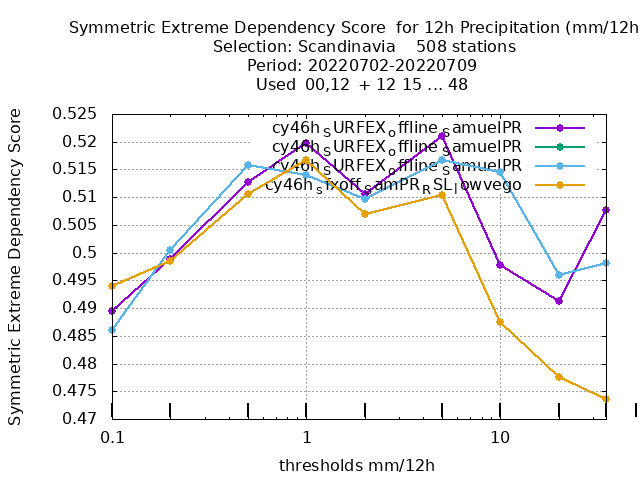 Symmetric Extreme Dependency Score for 12h Precipitation (mm/12h
Selection: Scandinavia 508 stations
Period: 20220702-20220709
Used 00,12 + 12 15 ... 48
Symmetric Extreme Dependency Score
0.525
0.52
0.515
0.51
0.505
0.5
0.495
0.49
0.485
0.48
0.475
0.47
cy46h_SURFEX_offline_samuelPR
cy46h_SURFEX_offline_samuelPR
cy46h_SURFEX_offline_samuelPR
0.1
1
10
thresholds mm/12h